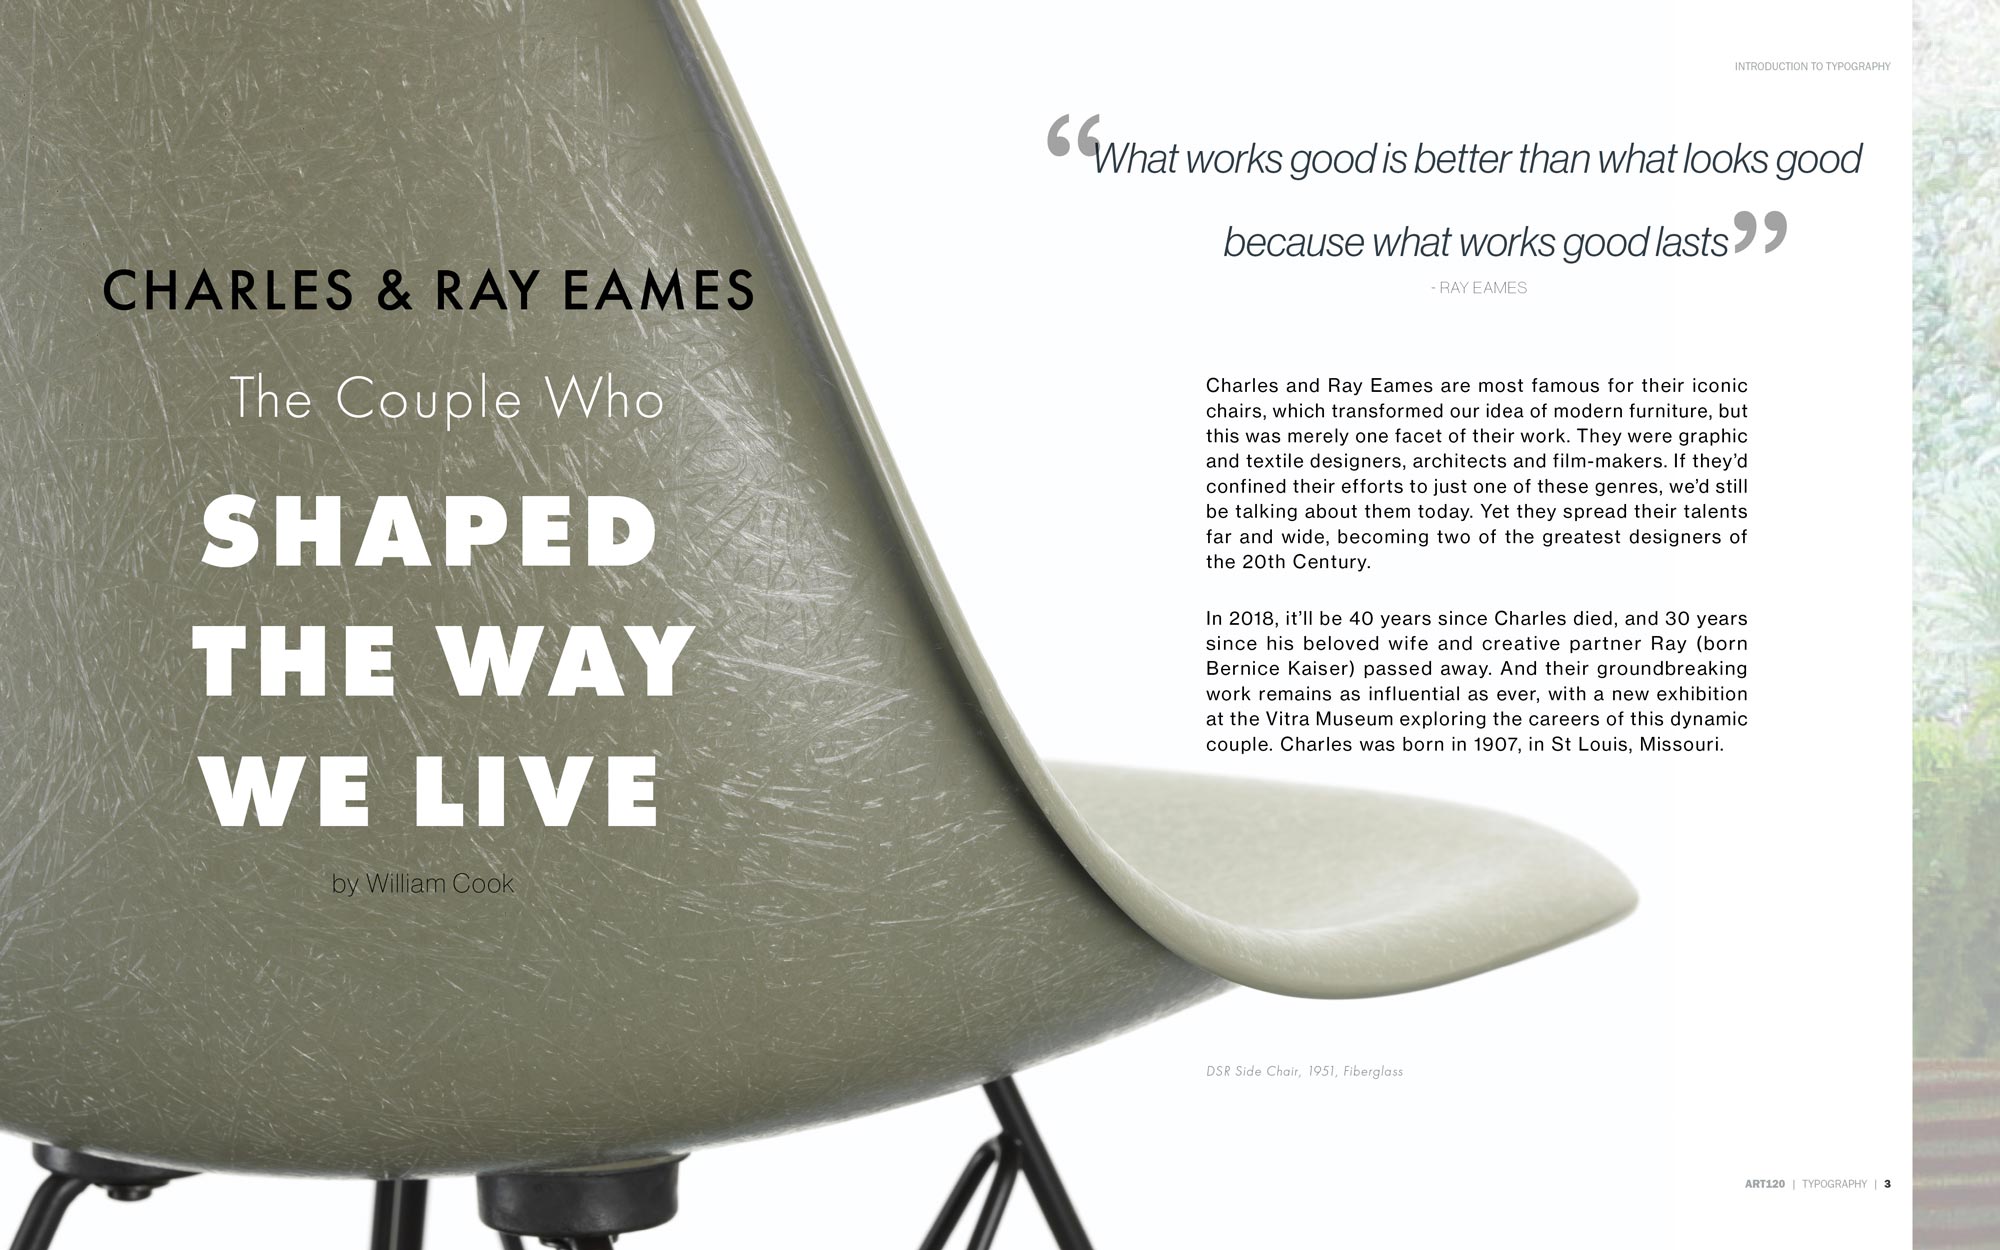 CHARLES & RAY EAMES
The Couple Who
SHAPED
THE WAY
WE LIVE
by William Cook
INTRODUCTION TO TYPOGRAPHY
“What works good is better than what looks good
because what works good lasts”
- RAY EAMES
Charles and Ray Eames are most famous for their iconic
chairs, which transformed our idea of modern furniture, but
this was merely one facet of their work. They were graphic
and textile designers, architects and film-makers. If they’d
confined their efforts to just one of these genres, we’d still
be talking about them today. Yet they spread their talents
far and wide, becoming two of the greatest designers of
the 20th Century.
In 2018, it’ll be 40 years since Charles died, and 30 years
since his beloved wife and creative partner Ray (born
Bernice Kaiser) passed away. And their groundbreaking
work remains as influential as ever, with a new exhibition
at the Vitra Museum exploring the careers of this dynamic
couple. Charles was born in 1907, in St Louis, Missouri.
DSR Side Chair, 1951, Fiberglass
ART120 | TYPOGRAPHY | 3